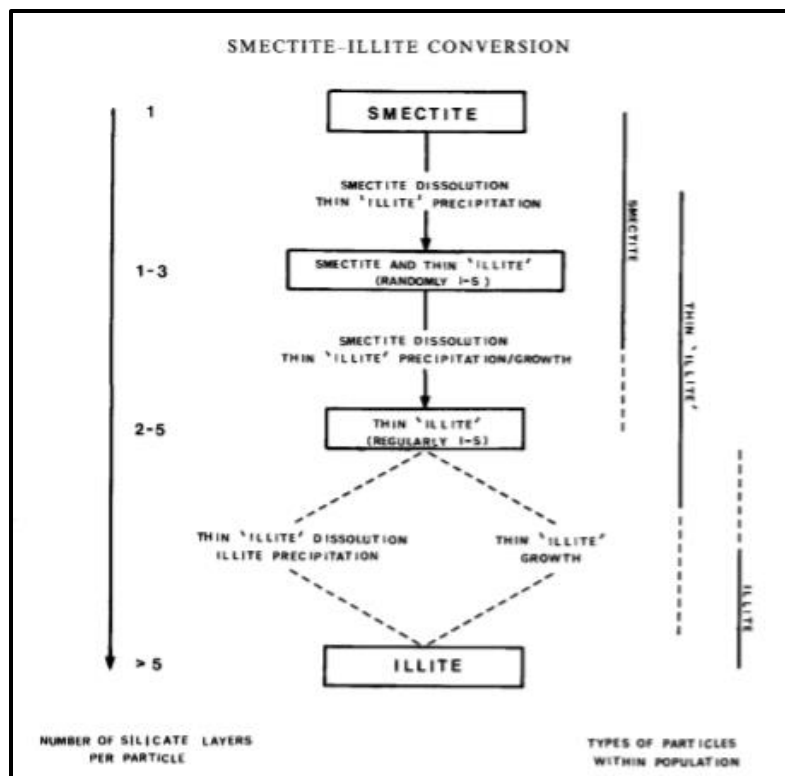 SMECTITE–ILLITE CONVERSION
1
SMECTITE
SMECTITE DISSOLUTION
THIN ‵ILLITE′ PRECIPITATION
1-3
SMECTITE AND THIN ‵ILLITE′
(RANDOMLY I-S)
SMECTITE DISSOLUTION
THIN ‵ILLITE′ PRECIPITATION/GROWTH
2-5
THIN ‵ILLITE′
(REGULARLY I-S)
THIN ‵ILLITE′ DISSOLUTION
ILLITE PRECIPITATION
THIN ‵ILLITE′
GROWTH
>5
ILLITE
SMECTITE
THIN ‵ILLITE′
ILLITE
NUMBER OF SILICATE LAYERS
PER PARTICLE
TYPES OF PARTICLES
WITHIN POPULATION